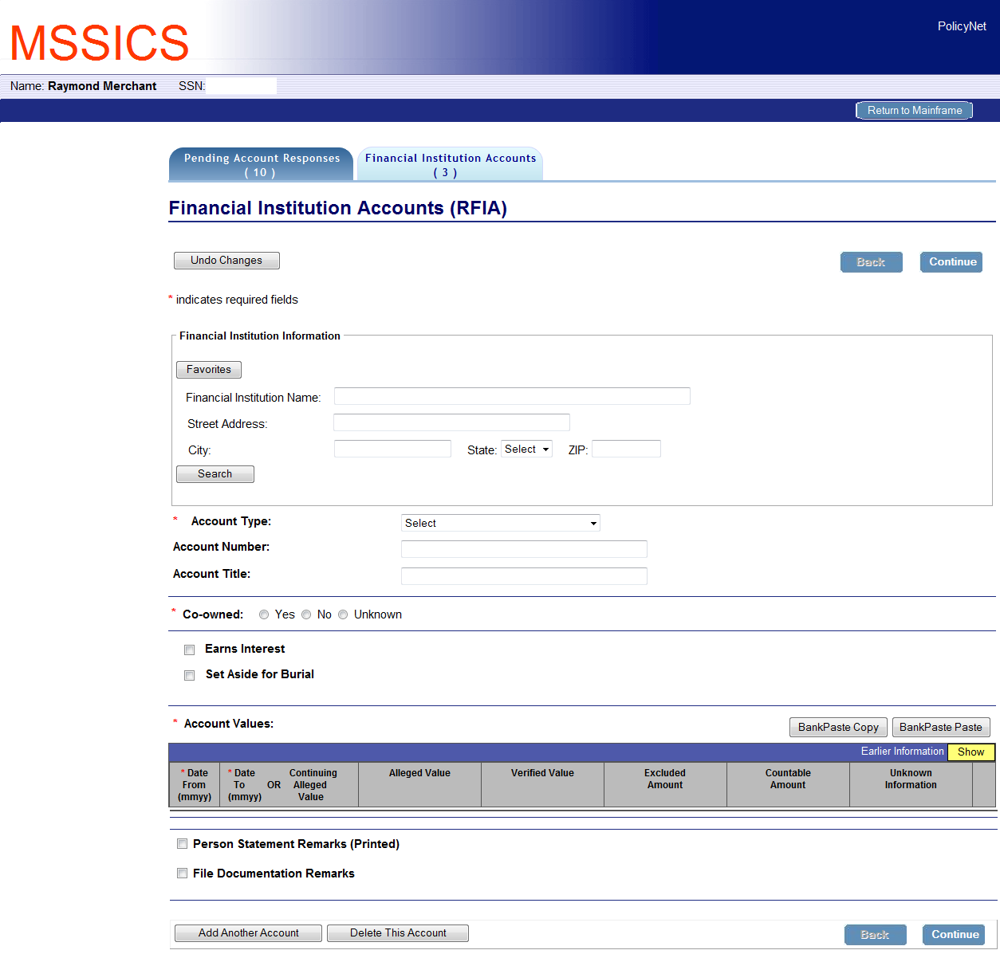 MSSICS
PolicyNet
Name: Raymond Merchant SSN:
Return to Mainframe
Pending Account Responses
( 10 )
Financial Institution Accounts
( 3 )
Financial Institution Accounts (RFIA)
Undo Changes
Back
Continue
* indicates required fields
Financial Institution Information
Favorites
Financial Institution Name:
Street Address:
City:
State: Select
ZIP:
Search
* Account Type: Select
Account Number:
Account Title:
* Co-owned: Yes No Unknown
Earns Interest
Set Aside for Burial
* Account Values:
BankPaste Copy
BankPaste Paste
Earlier Information Show
* Date
From
(mmyy)
* Date
To
(mmyy)
OR
Continuing
Alleged
Value
Alleged Value
Verified Value
Excluded
Amount
Countable
Amount
Unknown
Information
Person Statement Remarks (Printed)
File Documentation Remarks
Add Another Account
Delete This Account
Back
Continue